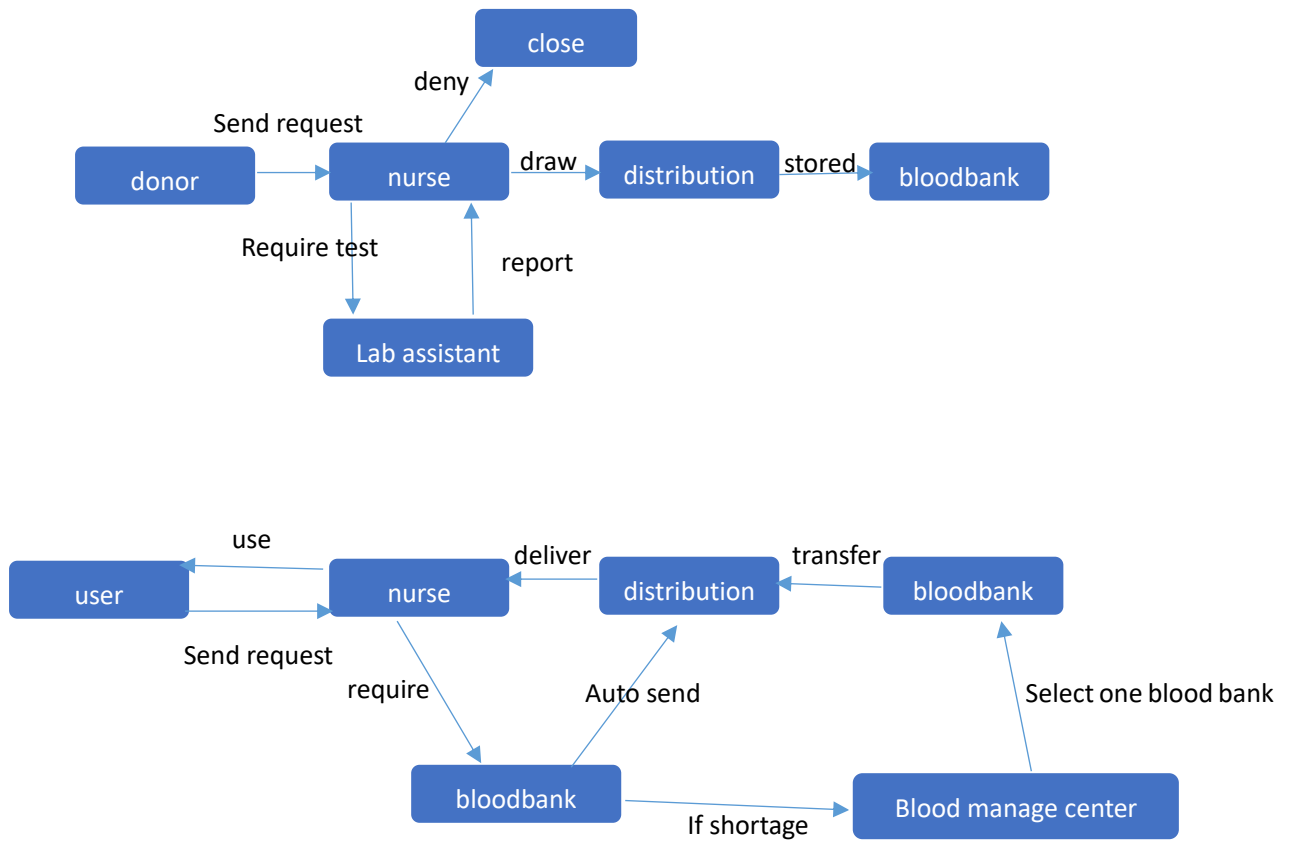 close
deny
Send request
donor
nurse
draw
distribution
stored
bloodbank
Require test
report
Lab assistant
use
user
nurse
deliver
distribution
transfer
bloodbank
Send request
require
Auto send
Select one blood bank
bloodbank
If shortage
Blood manage center